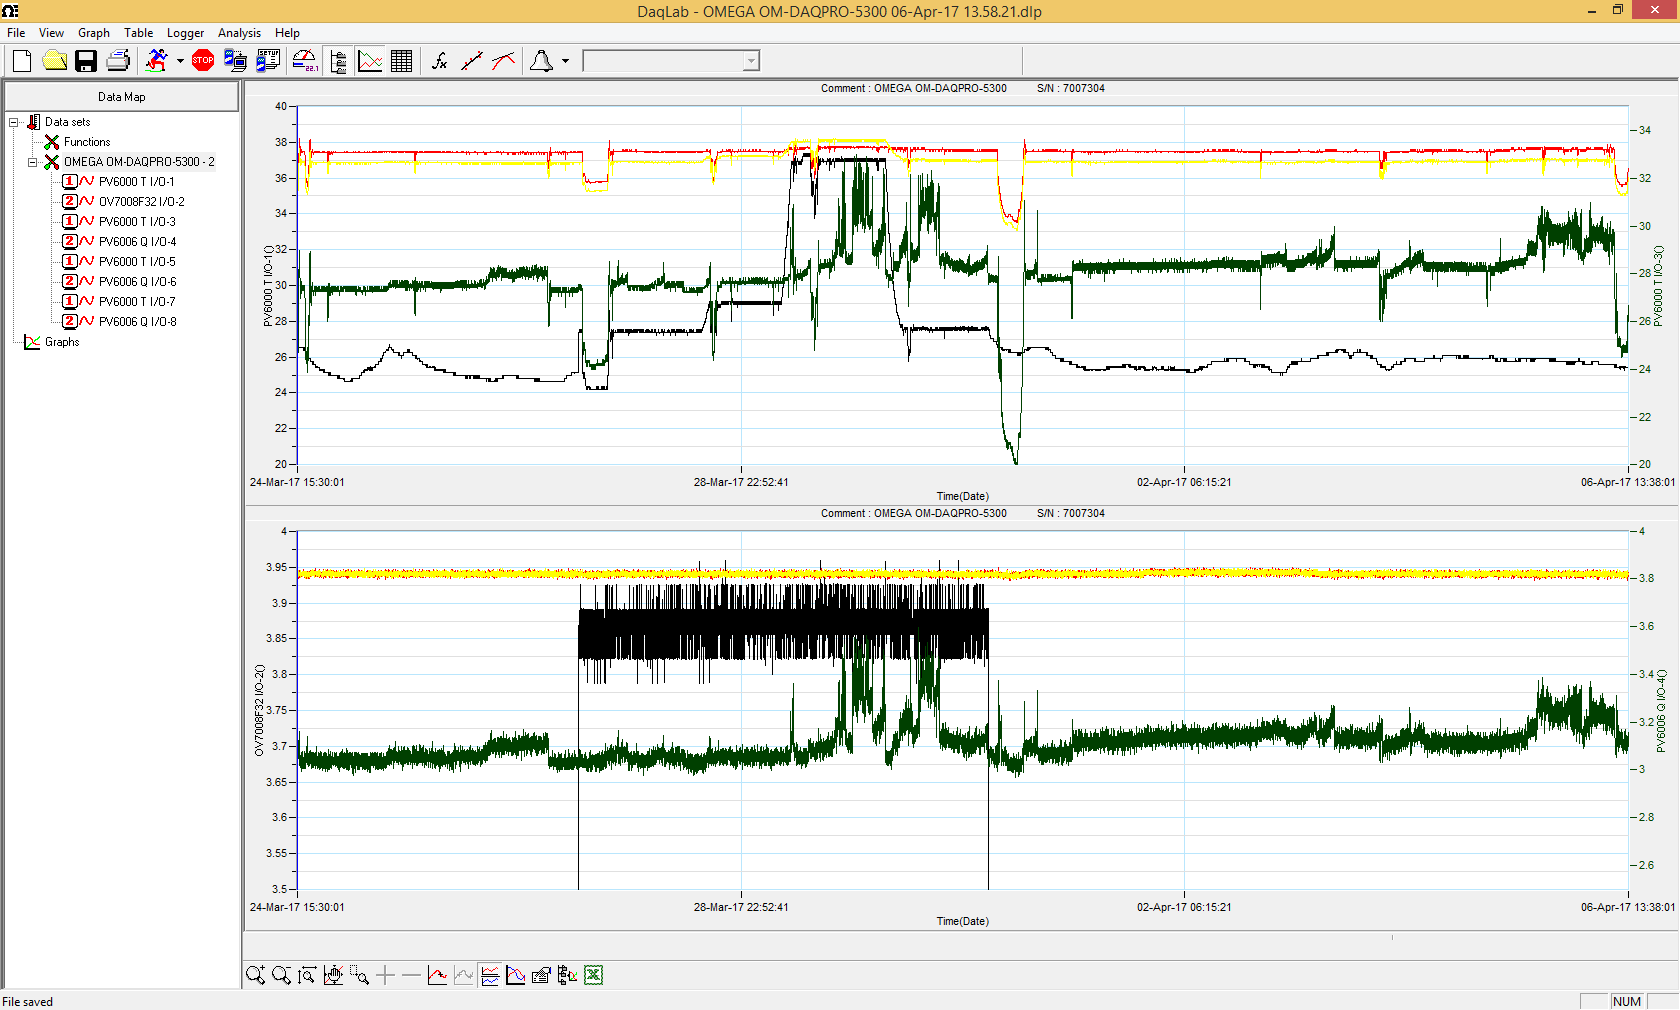 DaqLab - OMEGA OM-DAQPRO-5300 06-Apr-17 13.58.21.dlp
File View Graph Table Logger Analysis Help
STOP SETUP 22.1 fx
Data Map
Data sets
Functions
OMEGA OM-DAQPRO-5300 - 2
1 PV6000 T I/O-1
2 OV7008F32 I/O-2
1 PV6000 T I/O-3
2 PV6006 Q I/O-4
1 PV6000 T I/O-5
2 PV6006 Q I/O-6
1 PV6000 T I/O-7
2 PV6006 Q I/O-8
Graphs
Comment : OMEGA OM-DAQPRO-5300 S/N : 7007304
40
38
36
34
32
30
28
26
24
22
20
PV6000 T I/O-1()
34
32
30
28
26
24
22
20
PV6000 T I/O-3()
24-Mar-17 15:30:01 28-Mar-17 22:52:41 02-Apr-17 06:15:21 06-Apr-17 13:38:01
Time(Date)
Comment : OMEGA OM-DAQPRO-5300 S/N : 7007304
4
3.95
3.9
3.85
3.8
3.75
3.7
3.65
3.6
3.55
3.5
OV7008F32 I/O-2()
4
3.8
3.6
3.4
3.2
3
2.8
2.6
PV6006 Q I/O-4()
24-Mar-17 15:30:01 28-Mar-17 22:52:41 02-Apr-17 06:15:21 06-Apr-17 13:38:01
Time(Date)
File saved
NUM